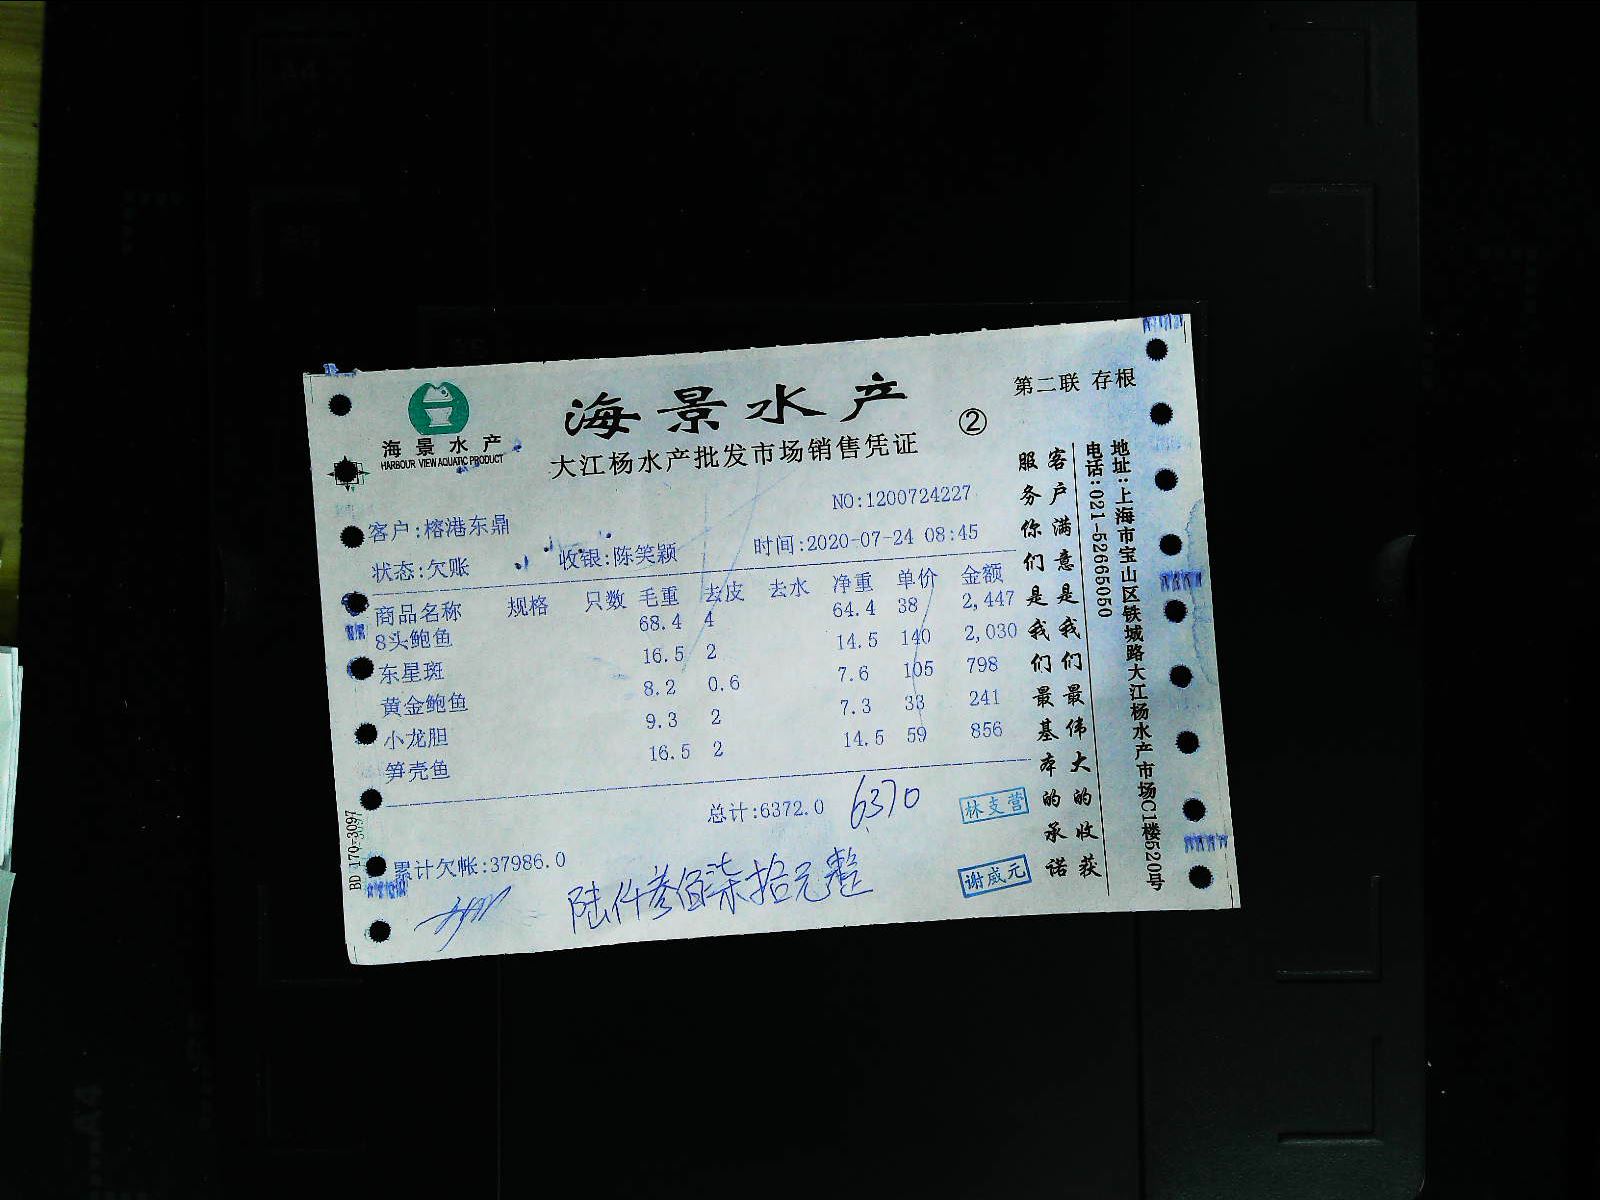 海景水产
HARBOUR VIEW AQUATIC PRODUCT
海景水产
大江杨水产批发市场销售凭证
②
第二联 存根
NO:1200724227
客户:榕港东鼎
状态:欠账 收银:陈笑颖 时间:2020-07-24 08:45
商品名称 规格 只数 毛重 去皮 去水 净重 单价 金额
8头鲍鱼 68.4 4 64.4 38 2,447
东星斑 16.5 2 14.5 140 2,030
黄金鲍鱼 8.2 0.6 7.6 105 798
小龙胆 9.3 2 7.3 33 241
笋壳鱼 16.5 2 14.5 59 856
总计:6372.0 6370
林支营
累计欠帐:37986.0
陆仟叁佰柒拾元整
谢威元
客户满意是我们最伟大的收获
服务你们是我们最基本的承诺
地址:上海市宝山区铁城路大江杨水产市场C1楼520号
电话:021-52665050
BD 170-3097